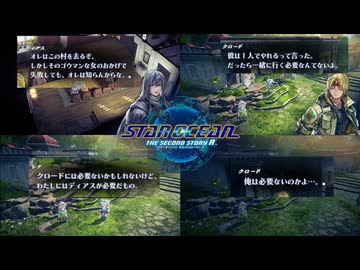 ディアス
オレはこの村を去るぞ。
しかしそのゴウマンな女のおかげで
失敗しても、オレは知らんからな。
クロード
彼は１人でやれるって言った。
だったら一緒に行く必要なんてないよ。
STAR OCEAN
THE SECOND STORY R
クロードには必要ないかもしれないけど、
わたしにはディアスが必要だもの。
クロード
俺は必要ないのかよ…。